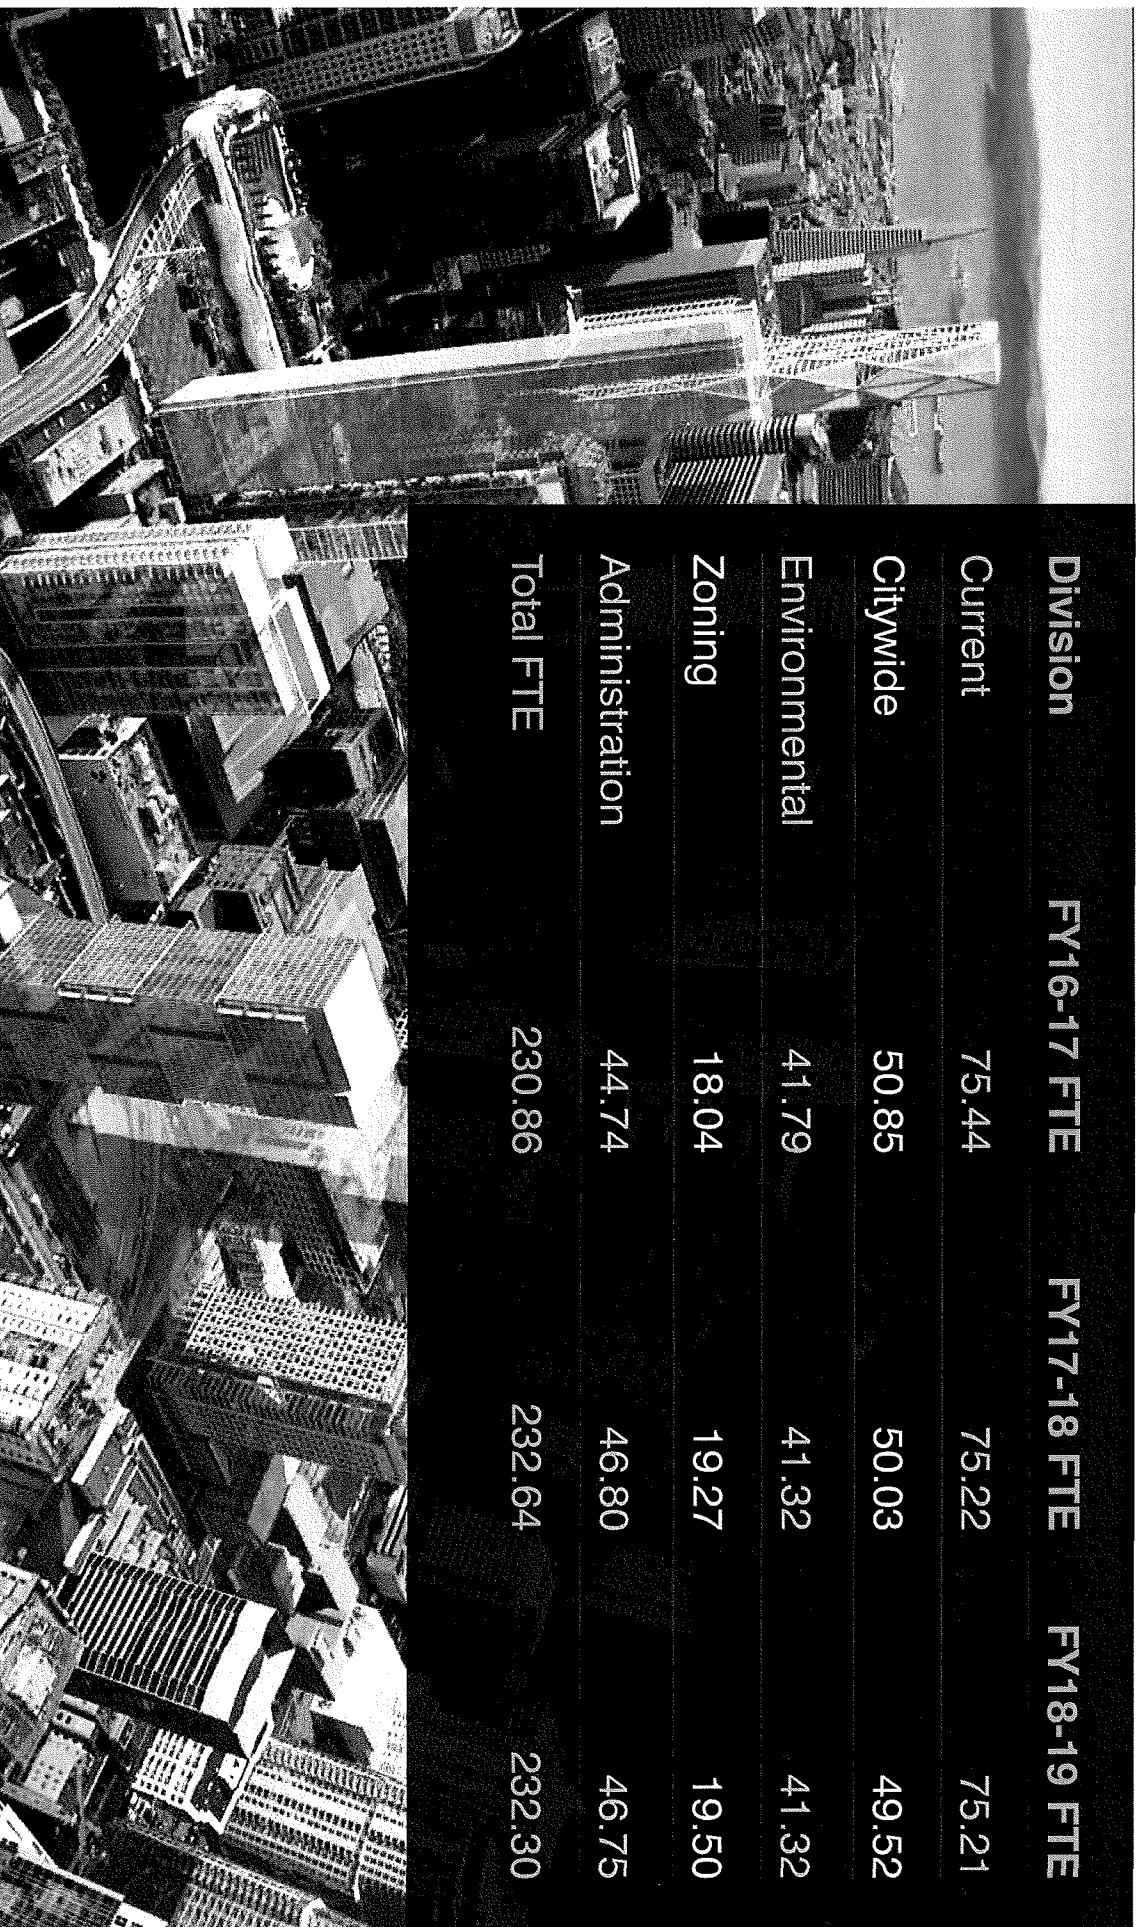 Division FY16-17 FTE FY17-18 FTE FY18-19 FTE
Current 75.44 75.22 75.21
Citywide 50.85 50.03 49.52
Environmental 41.79 41.32 41.32
Zoning 18.04 19.27 19.50
Administration 44.74 46.80 46.75
Total FTE 230.86 232.64 232.30